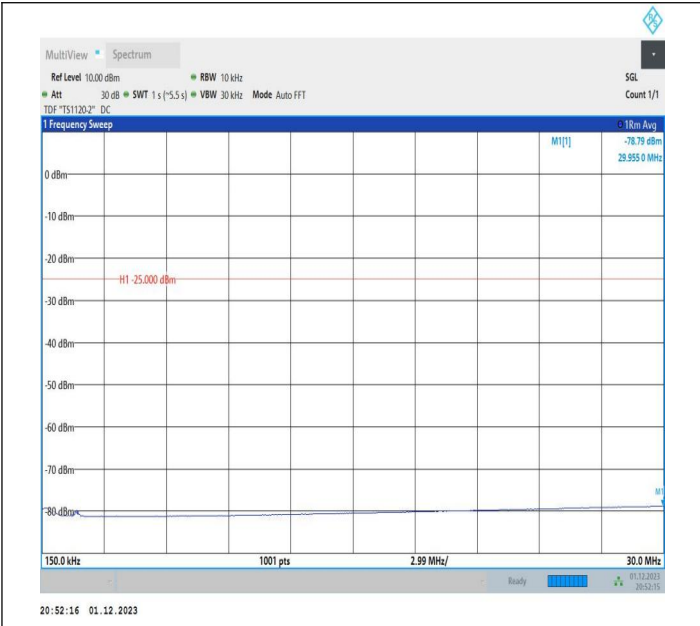 MultiView Spectrum
Ref Level 10.00 dBm RBW 10 kHz SGL
Att 30 dB SWT 1 s (~5.5 s) VBW 30 kHz Mode Auto FFT Count 1/1
TDF "TS1120-2" DC
1 Frequency Sweep 1Rm Avg
M1[1] -78.79 dBm
29.955 0 MHz
0 dBm
-10 dBm
-20 dBm
H1 -25.000 dBm
-30 dBm
-40 dBm
-50 dBm
-60 dBm
-70 dBm
M1
-80 dBm
150.0 kHz 1001 pts 2.99 MHz/ 30.0 MHz
Ready 01.12.2023
20:52:15
20:52:16 01.12.2023